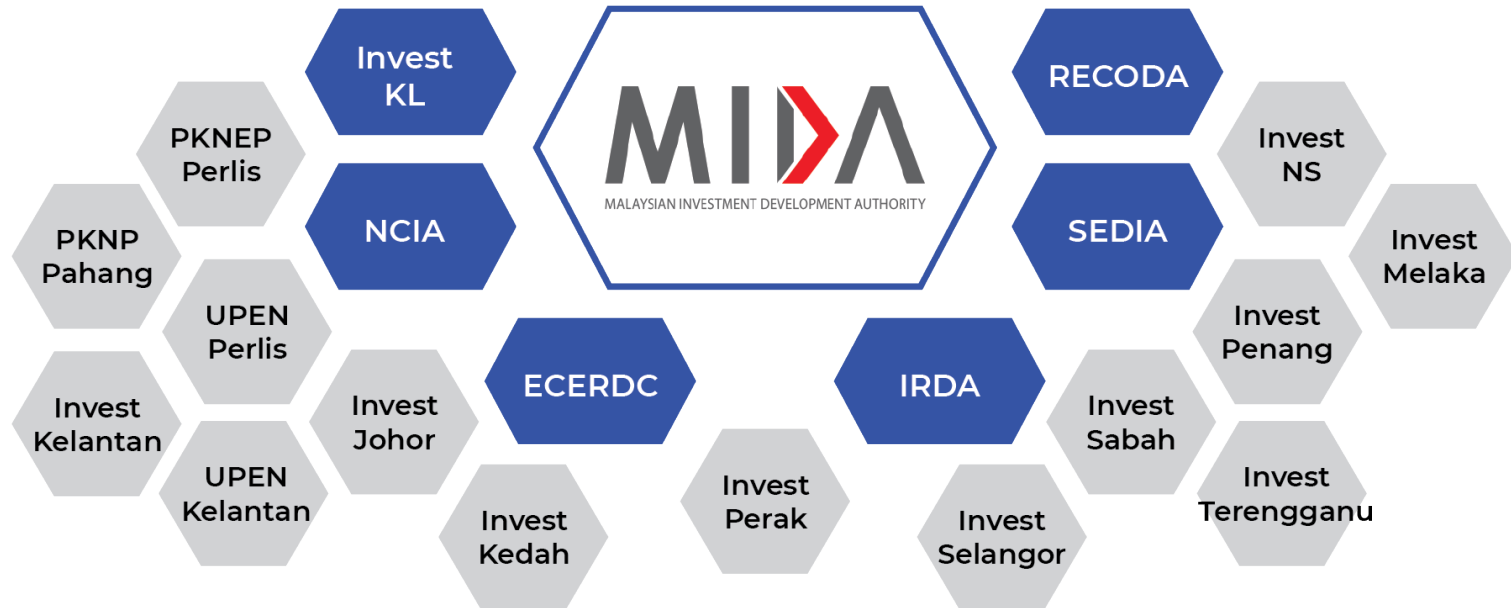 Invest
KL
MIDA
MALAYSIAN INVESTMENT DEVELOPMENT AUTHORITY
RECODA
PKNEP
Perlis
Invest
NS
PKNP
Pahang
NCIA
SEDIA
Invest
Melaka
UPEN
Perlis
Invest
Penang
ECERDC
IRDA
Invest
Kelantan
Invest
Johor
Invest
Sabah
UPEN
Kelantan
Invest
Terengganu
Invest
Kedah
Invest
Perak
Invest
Selangor